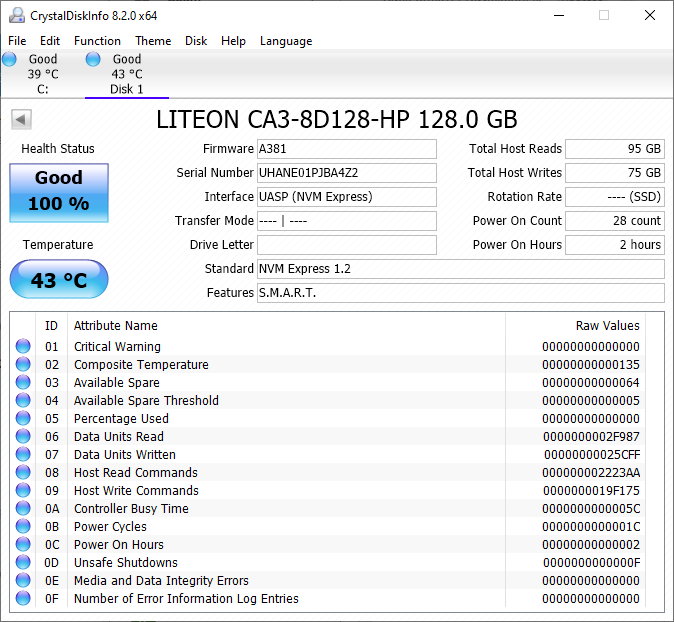 CrystalDiskInfo 8.2.0 x64
File Edit Function Theme Disk Help Language
Good Good
39 °C 43 °C
C: Disk 1
LITEON CA3-8D128-HP 128.0 GB
Health Status Firmware A381 Total Host Reads 95 GB
Good 100 % Serial Number UHANE01PJBA4Z2 Total Host Writes 75 GB
Interface UASP (NVM Express) Rotation Rate ---- (SSD)
Transfer Mode ---- | ---- Power On Count 28 count
Temperature Drive Letter Power On Hours 2 hours
43 °C Standard NVM Express 1.2
Features S.M.A.R.T.
ID Attribute Name Raw Values
01 Critical Warning 00000000000000
02 Composite Temperature 00000000000135
03 Available Spare 00000000000064
04 Available Spare Threshold 00000000000005
05 Percentage Used 00000000000000
06 Data Units Read 0000000002F987
07 Data Units Written 00000000025CFF
08 Host Read Commands 000000002223AA
09 Host Write Commands 0000000019F175
0A Controller Busy Time 0000000000005C
0B Power Cycles 0000000000001C
0C Power On Hours 00000000000002
0D Unsafe Shutdowns 0000000000000F
0E Media and Data Integrity Errors 00000000000000
0F Number of Error Information Log Entries 00000000000000